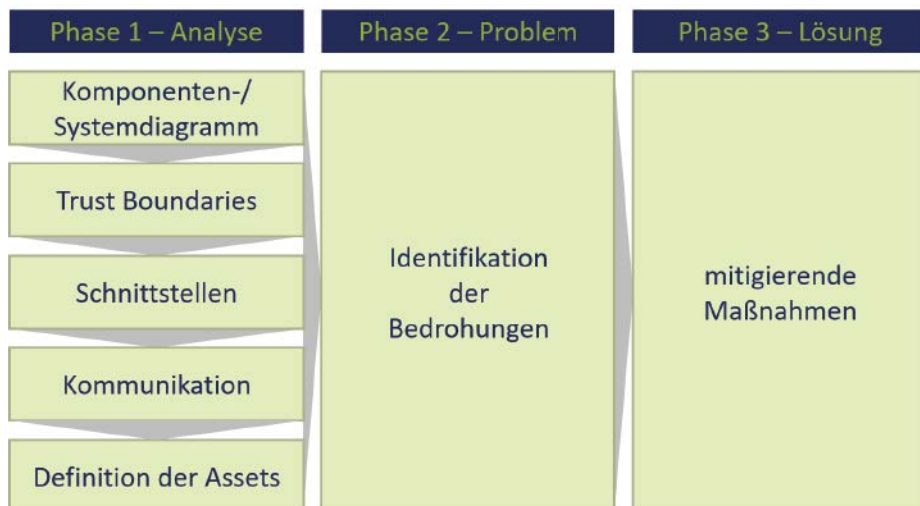 Phase 1 – Analyse
Komponenten-/
Systemdiagramm
Trust Boundaries
Schnittstellen
Kommunikation
Definition der Assets
Phase 2 – Problem
Identifikation
der
Bedrohungen
Phase 3 – Lösung
mitigierende
Maßnahmen